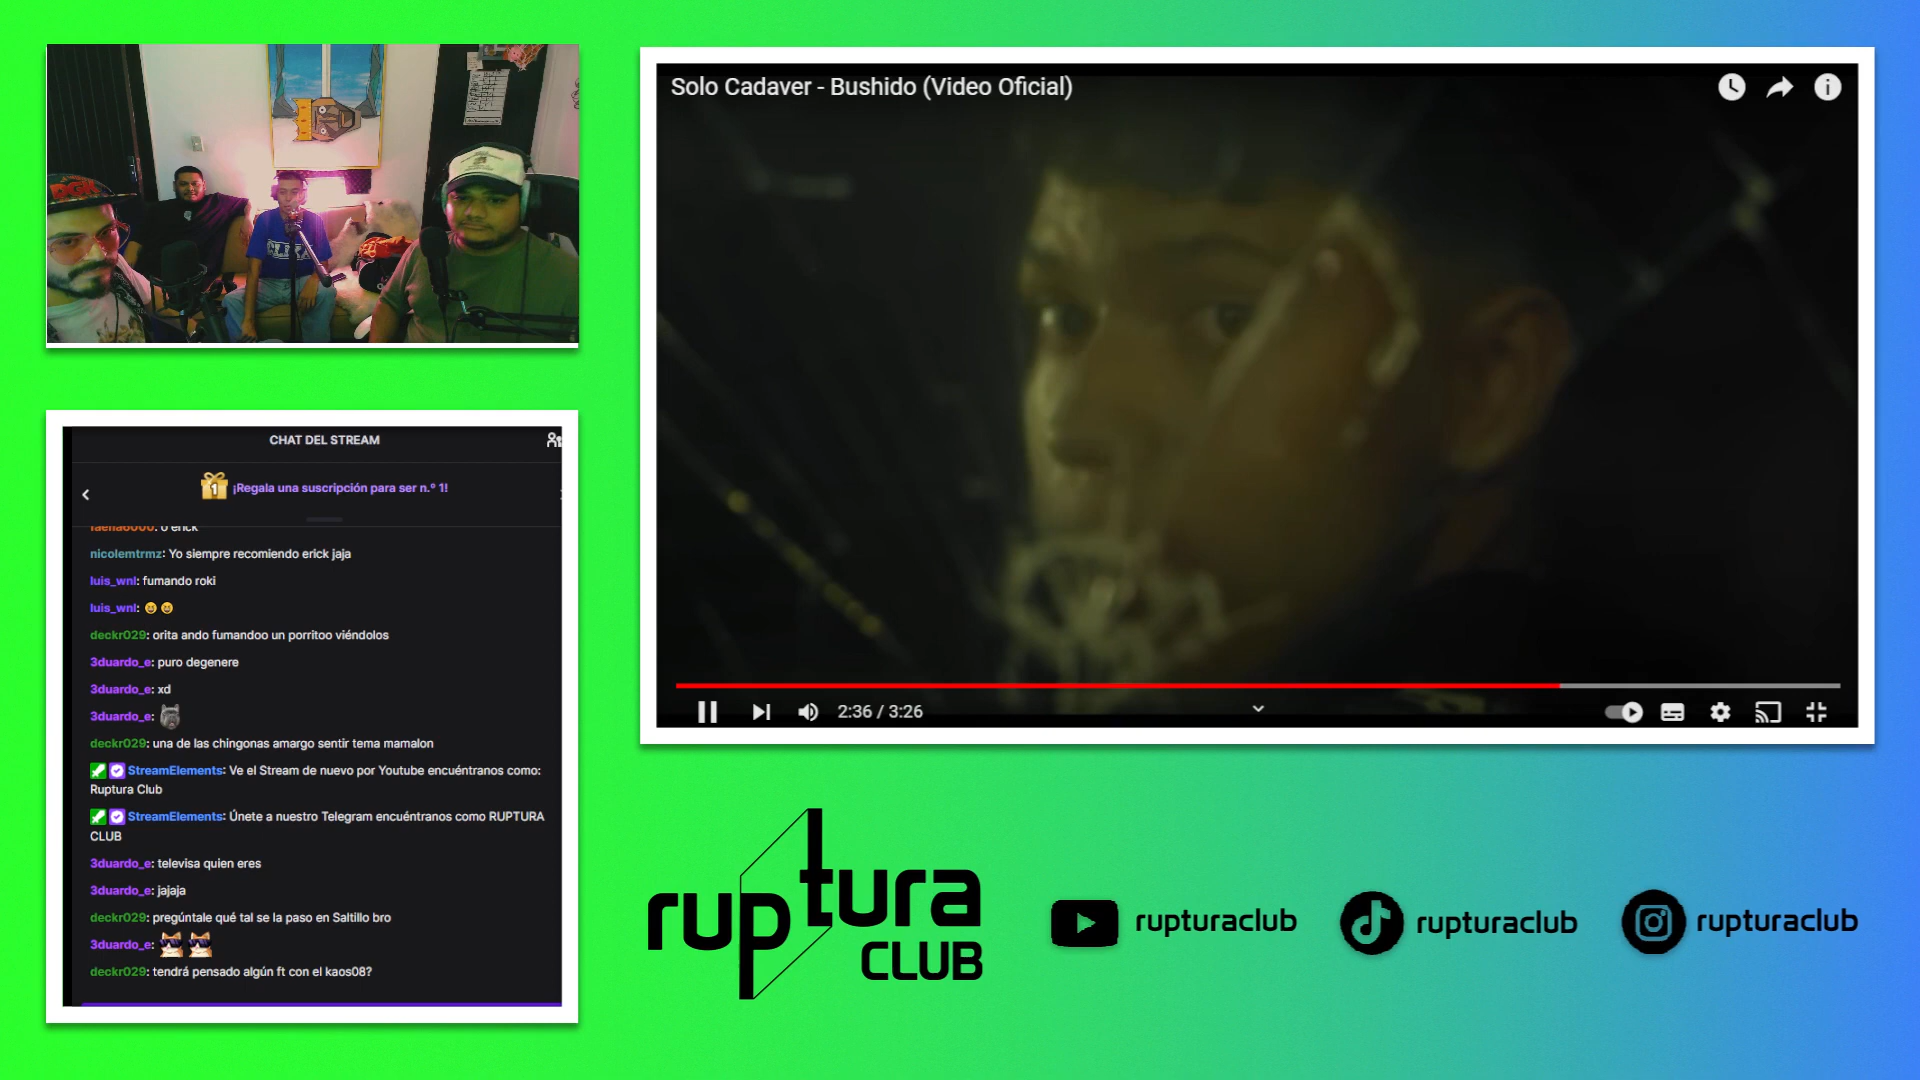 Solo Cadaver - Bushido (Video Oficial)
2:36 / 3:26
CHAT DEL STREAM
1
¡Regala una suscripción para ser n.º 1!
faena6000: o erick
nicolemtrmz: Yo siempre recomiendo erick jaja
luis_wnl: fumando roki
luis_wnl:
deckr029: orita ando fumandoo un porritoo viéndolos
3duardo_e: puro degenere
3duardo_e: xd
3duardo_e:
deckr029: una de las chingonas amargo sentir tema mamalon
StreamElements: Ve el Stream de nuevo por Youtube encuéntranos como:
Ruptura Club
StreamElements: Únete a nuestro Telegram encuéntranos como RUPTURA
CLUB
3duardo_e: televisa quien eres
3duardo_e: jajaja
deckr029: pregúntale qué tal se la paso en Saltillo bro
3duardo_e:
deckr029: tendrá pensado algún ft con el kaos08?
ruptura
CLUB
rupturaclub
rupturaclub
rupturaclub